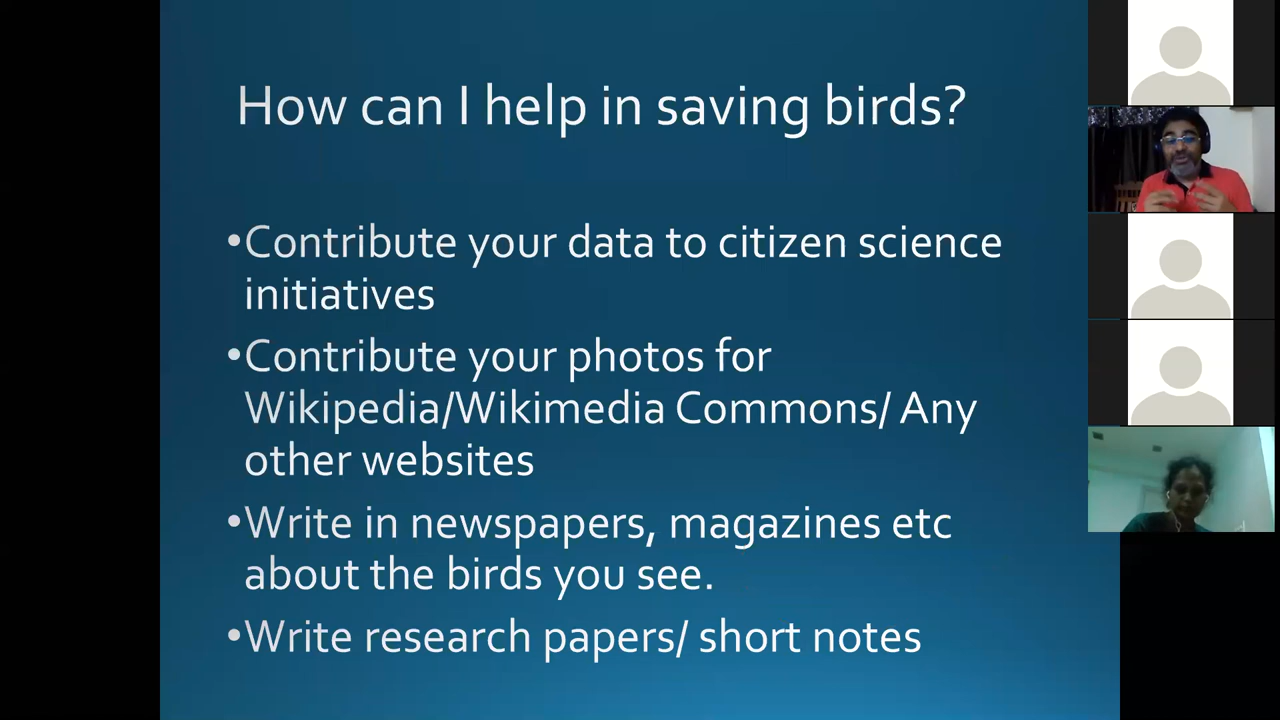 How can I help in saving birds?
•Contribute your data to citizen science
initiatives
•Contribute your photos for
Wikipedia/Wikimedia Commons/ Any
other websites
•Write in newspapers, magazines etc
about the birds you see.
•Write research papers/ short notes